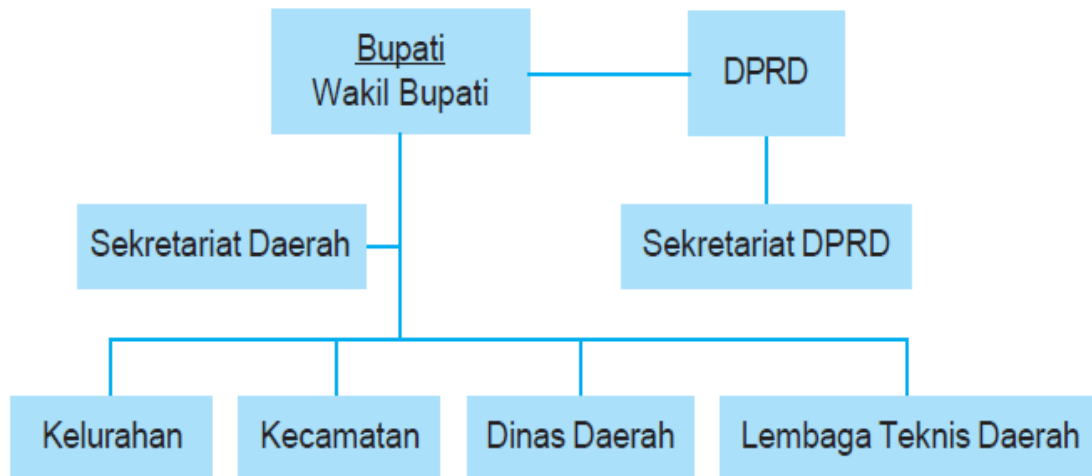 Bupati
Wakil Bupati
DPRD
Sekretariat Daerah
Sekretariat DPRD
Kelurahan
Kecamatan
Dinas Daerah
Lembaga Teknis Daerah